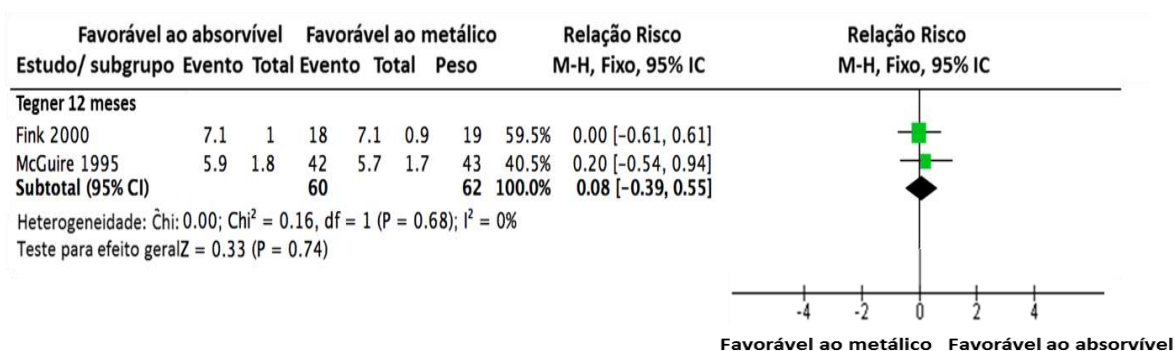 Favorável ao absorvível Favorável ao metálico Relação Risco Relação Risco
Estudo/ subgrupo Evento Total Evento Total Peso M-H, Fixo, 95% IC M-H, Fixo, 95% IC
Tegner 12 meses
Fink 2000 7.1 1 18 7.1 0.9 19 59.5% 0.00 [-0.61, 0.61]
McGuire 1995 5.9 1.8 42 5.7 1.7 43 40.5% 0.20 [-0.54, 0.94]
Subtotal (95% CI) 60 62 100.0% 0.08 [-0.39, 0.55]
Heterogeneidade: Chi: 0.00; Chi² = 0.16, df = 1 (P = 0.68); I² = 0%
Teste para efeito geralZ = 0.33 (P = 0.74)
-4 -2 0 2 4
Favorável ao metálico Favorável ao absorvível